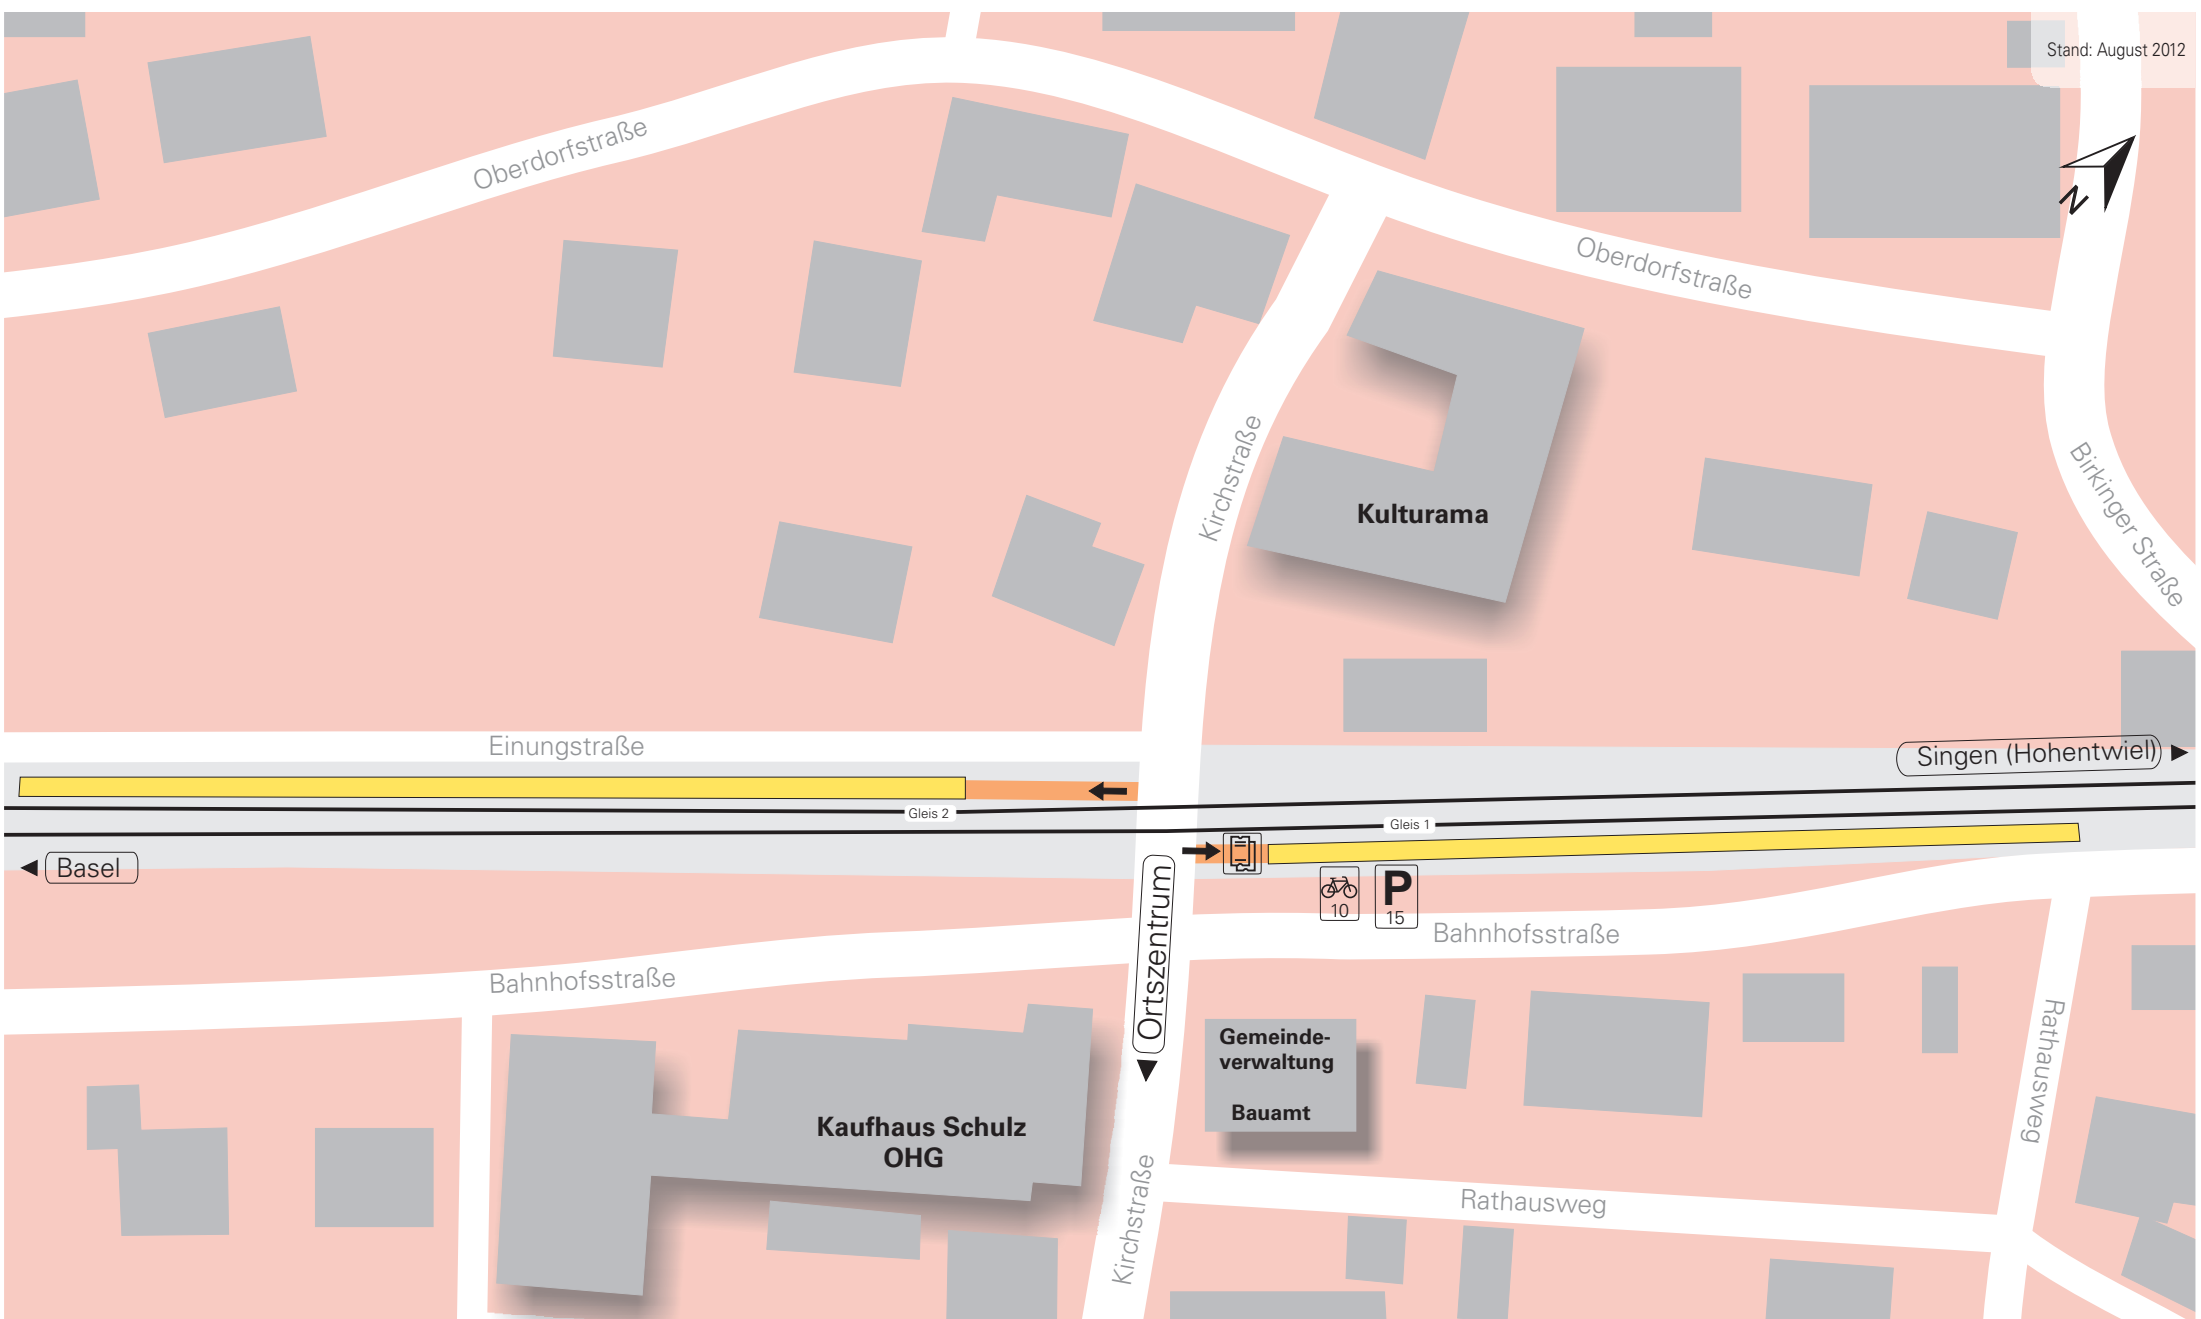 Stand: August 2012
Oberdorfstraße
N
Oberdorfstraße
Kirchstraße
Birkinger Straße
Kulturama
Einungstraße
Singen (Hohentwiel)
Gleis 2
Gleis 1
Basel
Ortszentrum
10
P
15
Bahnhofsstraße
Bahnhofsstraße
Rathausweg
Gemeinde-
verwaltung
Bauamt
Kaufhaus Schulz
OHG
Kirchstraße
Rathausweg